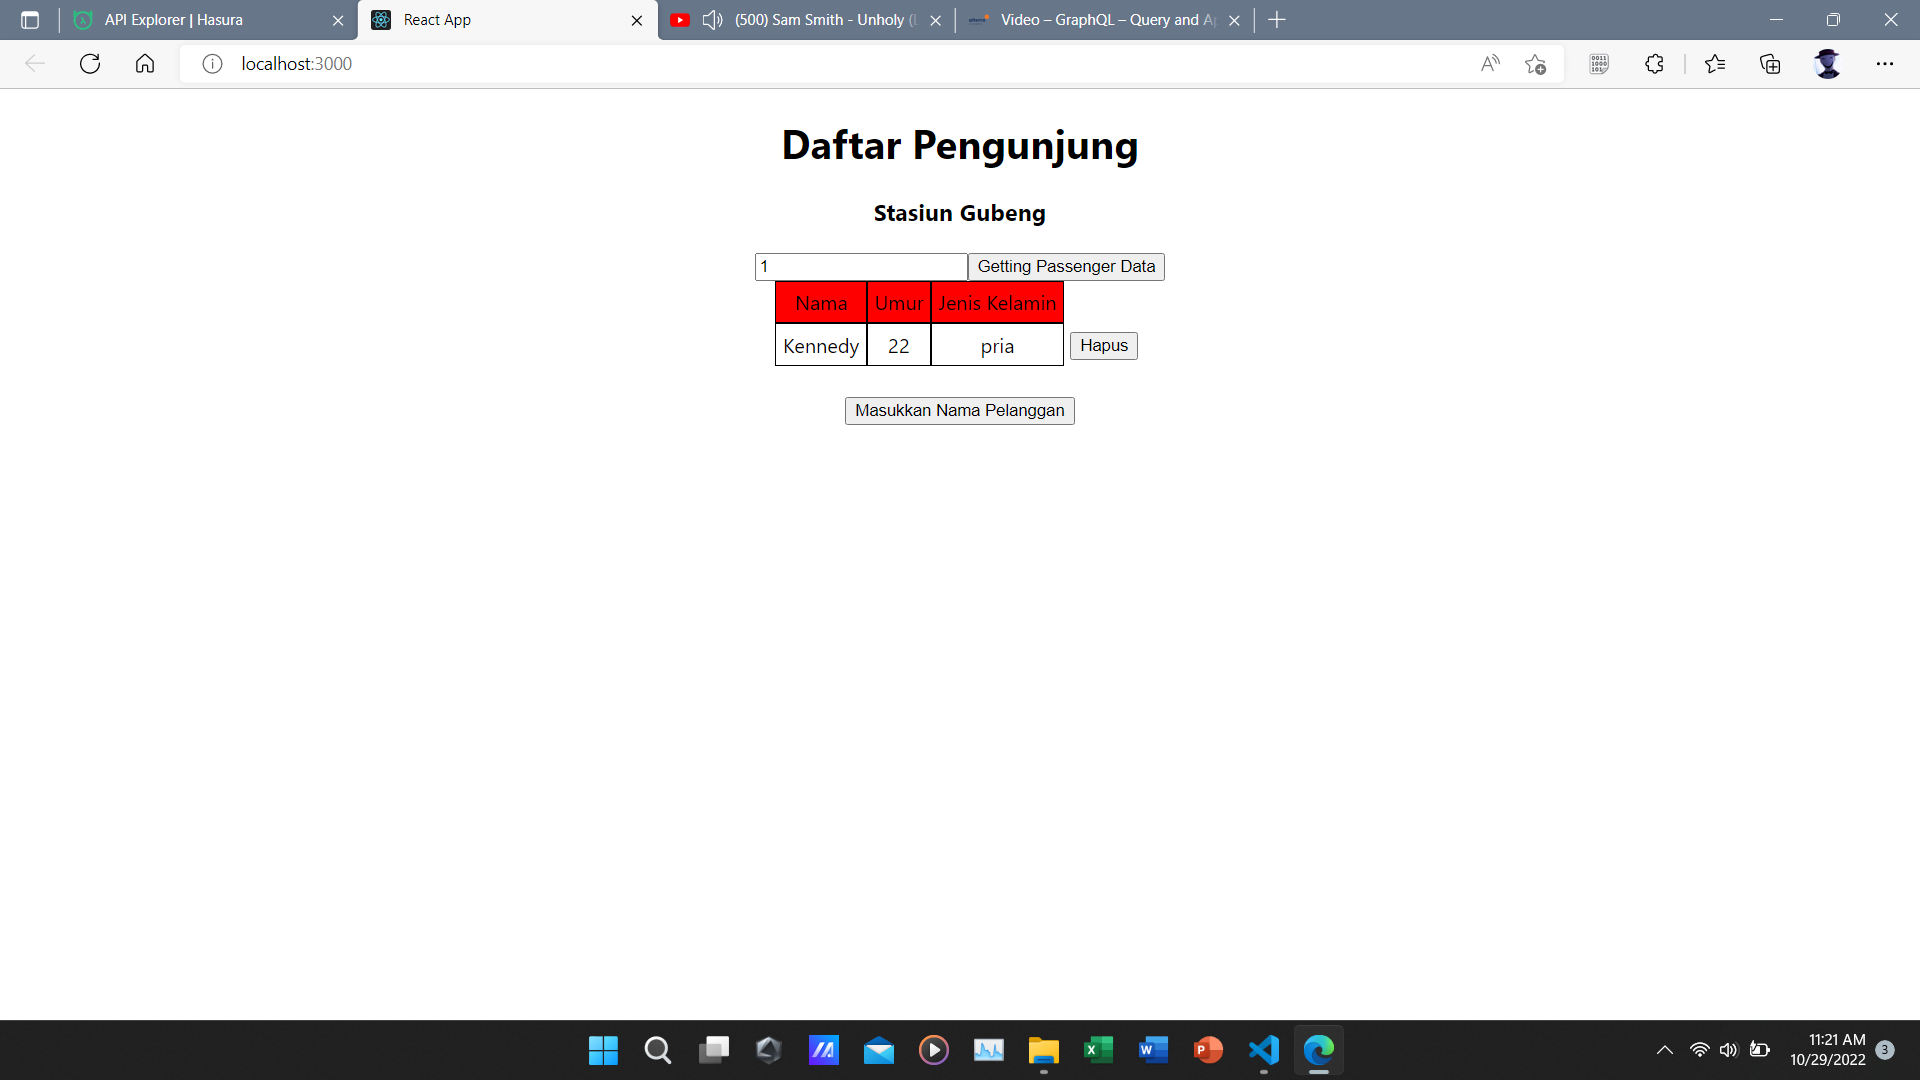 API Explorer | Hasura
React App
(500) Sam Smith - Unholy (
Video – GraphQL – Query and A
localhost:3000
Daftar Pengunjung
Stasiun Gubeng
1 Getting Passenger Data
Nama Umur Jenis Kelamin
Kennedy 22 pria Hapus
Masukkan Nama Pelanggan
11:21 AM
10/29/2022
3